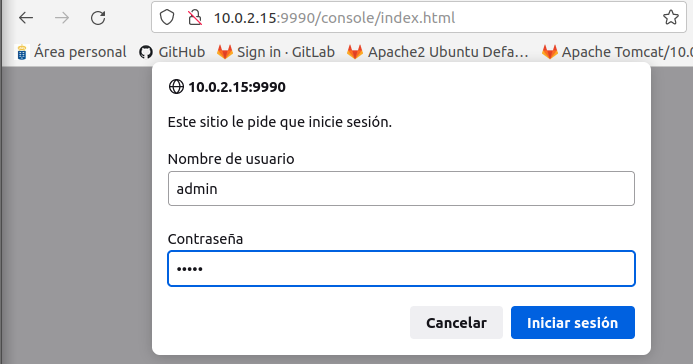 10.0.2.15:9990/console/index.html
Área personal GitHub Sign in · GitLab Apache2 Ubuntu Defa… Apache Tomcat/10.0
10.0.2.15:9990
Este sitio le pide que inicie sesión.
Nombre de usuario
admin
Contraseña
•••••
Cancelar Iniciar sesión